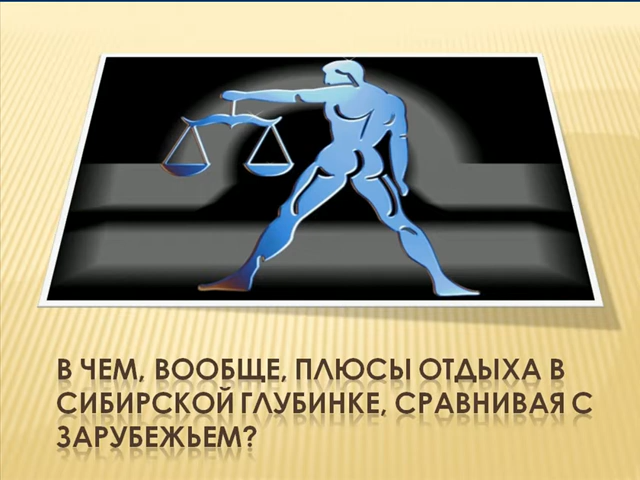 В ЧЕМ, ВООБЩЕ, ПЛЮСЫ ОТДЫХА В
СИБИРСКОЙ ГЛУБИНКЕ, СРАВНИВАЯ С
ЗАРУБЕЖЬЕМ?